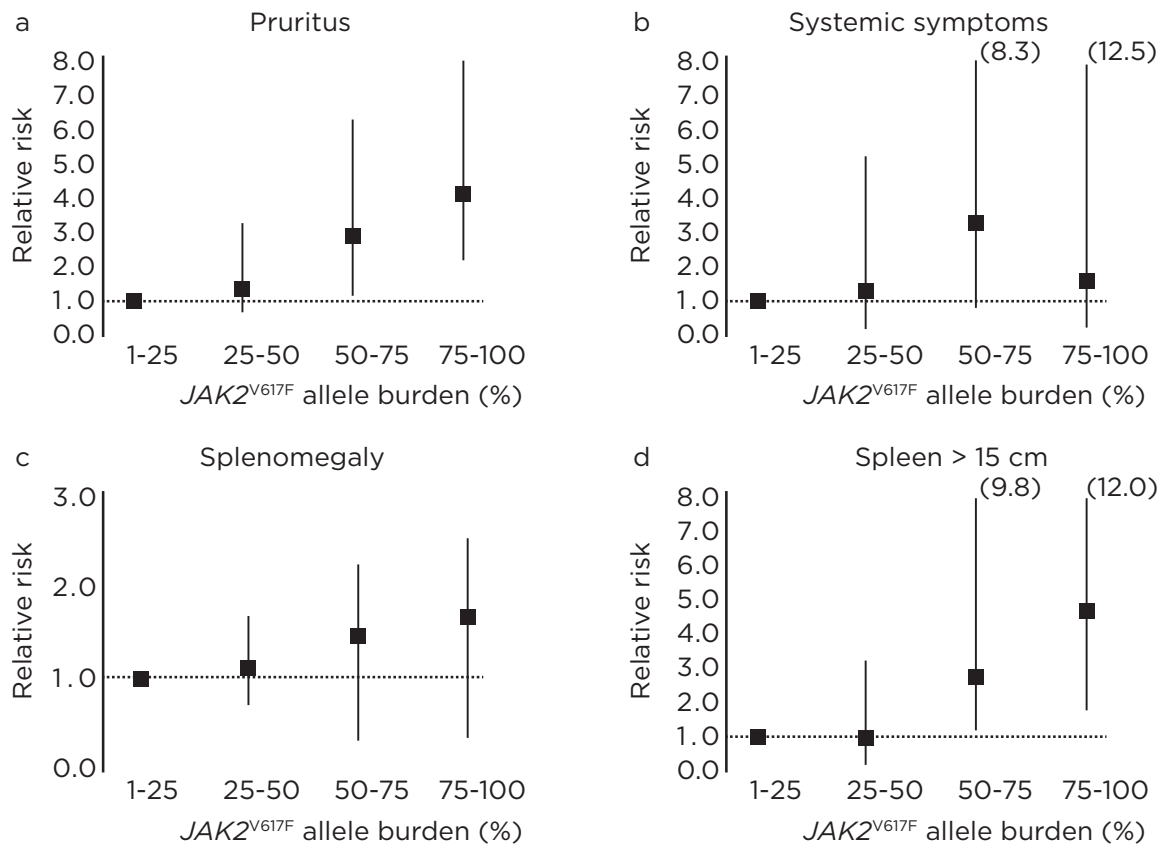 a
Pruritus
Relative risk
8.0
7.0
6.0
5.0
4.0
3.0
2.0
1.0
0.0
1-25 25-50 50-75 75-100
JAK2V617F allele burden (%)
b
Systemic symptoms
(8.3) (12.5)
Relative risk
8.0
7.0
6.0
5.0
4.0
3.0
2.0
1.0
0.0
1-25 25-50 50-75 75-100
JAK2V617F allele burden (%)
c
Splenomegaly
Relative risk
3.0
2.0
1.0
0.0
1-25 25-50 50-75 75-100
JAK2V617F allele burden (%)
d
Spleen > 15 cm
(9.8) (12.0)
Relative risk
8.0
7.0
6.0
5.0
4.0
3.0
2.0
1.0
0.0
1-25 25-50 50-75 75-100
JAK2V617F allele burden (%)